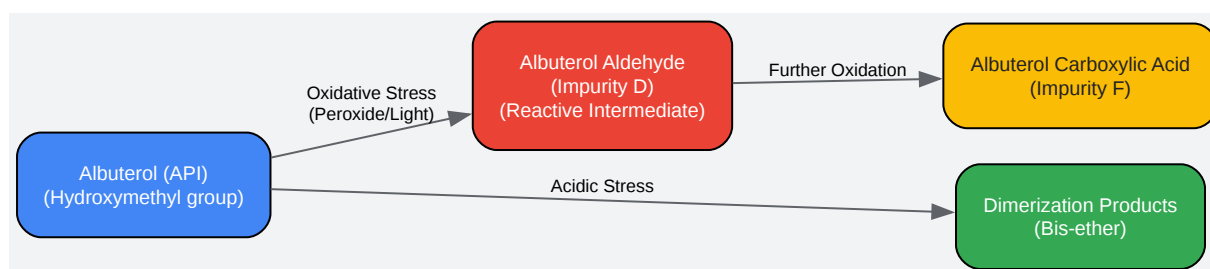 Albuterol (API)
(Hydroxymethyl group)
Oxidative Stress
(Peroxide/Light)
Albuterol Aldehyde
(Impurity D)
(Reactive Intermediate)
Further Oxidation
Albuterol Carboxylic Acid
(Impurity F)
Acidic Stress
Dimerization Products
(Bis-ether)